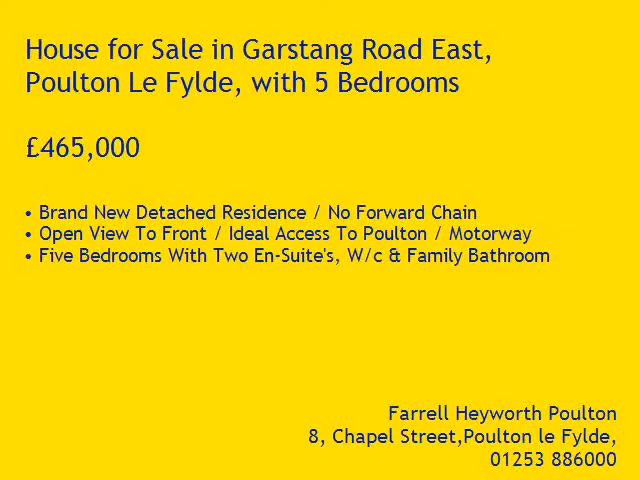 House for Sale in Garstang Road East,
Poulton Le Fylde, with 5 Bedrooms
£465,000
• Brand New Detached Residence / No Forward Chain
• Open View To Front / Ideal Access To Poulton / Motorway
• Five Bedrooms With Two En-Suite's, W/c & Family Bathroom
Farrell Heyworth Poulton
8, Chapel Street,Poulton le Fylde,
01253 886000